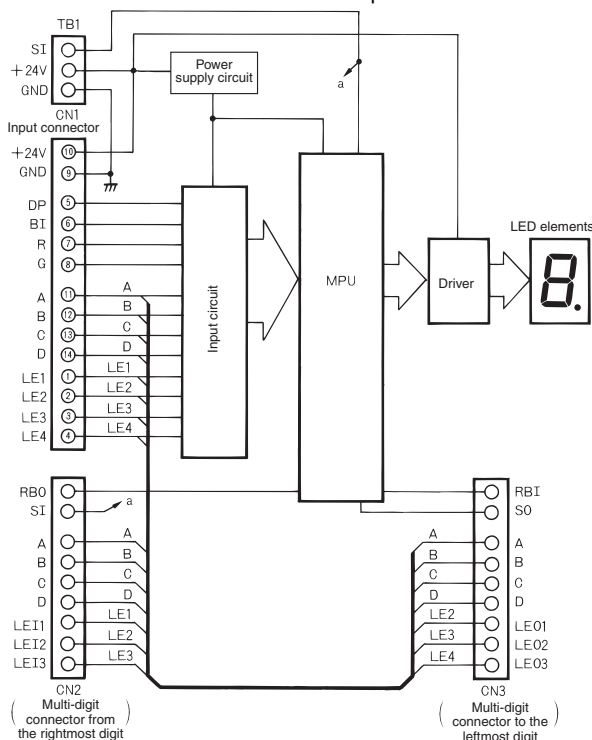 TB1
SI
+24V
GND
Power
supply circuit
a
CN1
Input connector
+24V 10
GND 9
DP 5
BI 6
R 7
G 8
A 11 A
B 12 B
C 13 C
D 14 D
LE1 1 LE1
LE2 2 LE2
LE3 3 LE3
LE4 4 LE4
Input circuit
MPU
Driver
LED elements
8.
RBO
SI a
A A
B B
C C
D D
LEI1 LE1
LEI2 LE2
LEI3 LE3
CN2
( Multi-digit
connector from
the rightmost digit )
RBI
SO
A A
B B
C C
D D
LE2 LEO1
LE3 LEO2
LE4 LEO3
CN3
( Multi-digit
connector to the
leftmost digit )